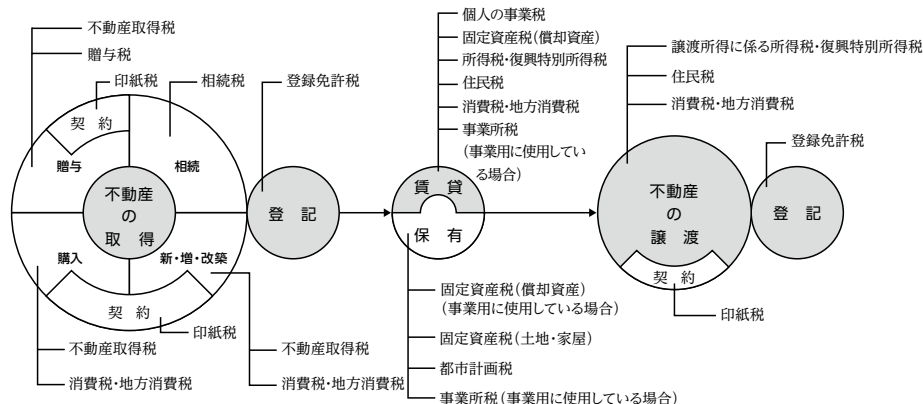 不動産取得税
贈与税
印紙税
相続税
登録免許税
契 約
贈与
相続
不動産
の
取 得
購入
新・増・改築
契 約
印紙税
不動産取得税
消費税・地方消費税
不動産取得税
消費税・地方消費税
登 記
個人の事業税
固定資産税(償却資産)
所得税・復興特別所得税
住民税
消費税・地方消費税
事業所税
(事業用に使用してい
る場合)
賃 貸
保 有
固定資産税(償却資産)
(事業用に使用している場合)
固定資産税(土地・家屋)
都市計画税
事業所税(事業用に使用している場合)
譲渡所得に係る所得税・復興特別所得税
住民税
消費税・地方消費税
登録免許税
不動産
の
譲 渡
契 約
印紙税
登 記